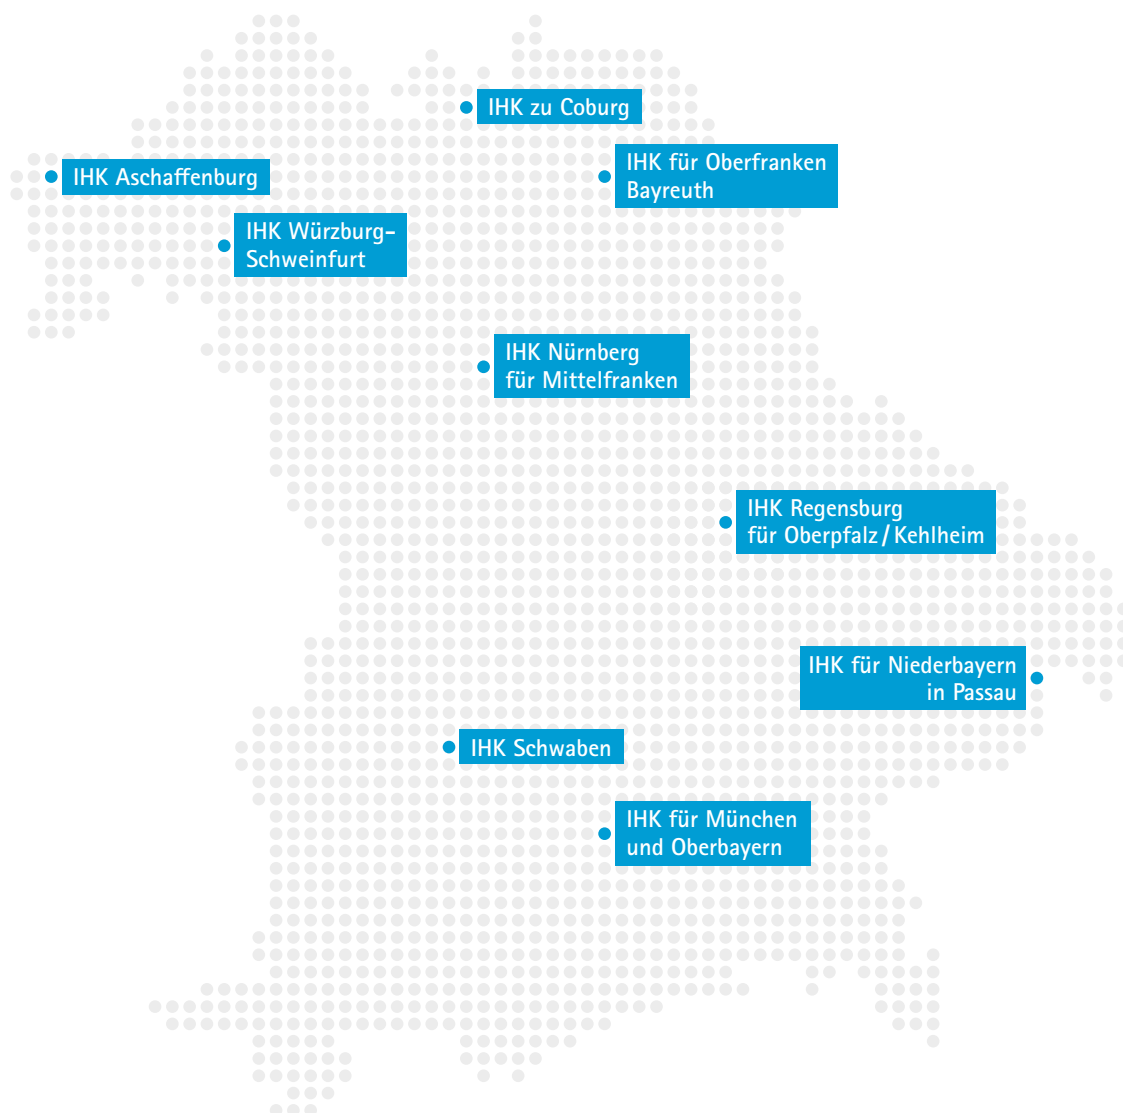 IHK zu Coburg
IHK für Oberfranken
Bayreuth
IHK Aschaffenburg
IHK Würzburg-
Schweinfurt
IHK Nürnberg
für Mittelfranken
IHK Regensburg
für Oberpfalz/Kehlheim
IHK für Niederbayern
in Passau
IHK Schwaben
IHK für München
und Oberbayern